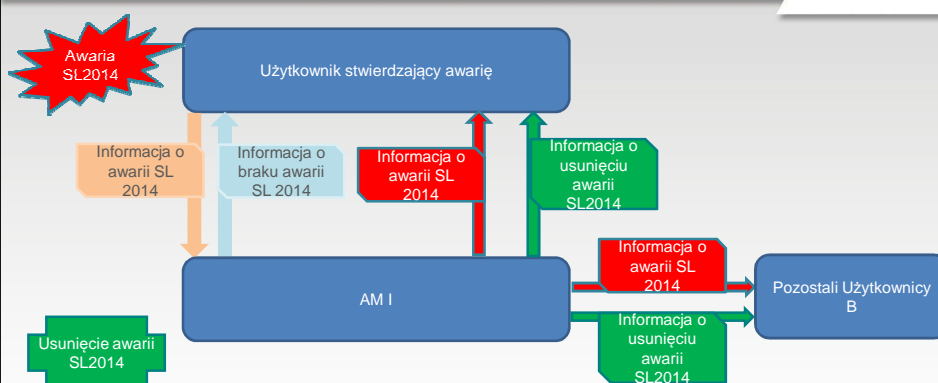 Awaria
SL2014
Użytkownik stwierdzający awarię
Informacja o
awarii SL
2014
Informacja o
braku awarii
SL 2014
Informacja o
awarii SL
2014
Informacja o
usunięciu
awarii
SL2014
Informacja o
awarii SL
2014
AM I
Pozostali Użytkownicy
B
Informacja o
usunięciu
awarii
SL2014
Usunięcie awarii
SL2014